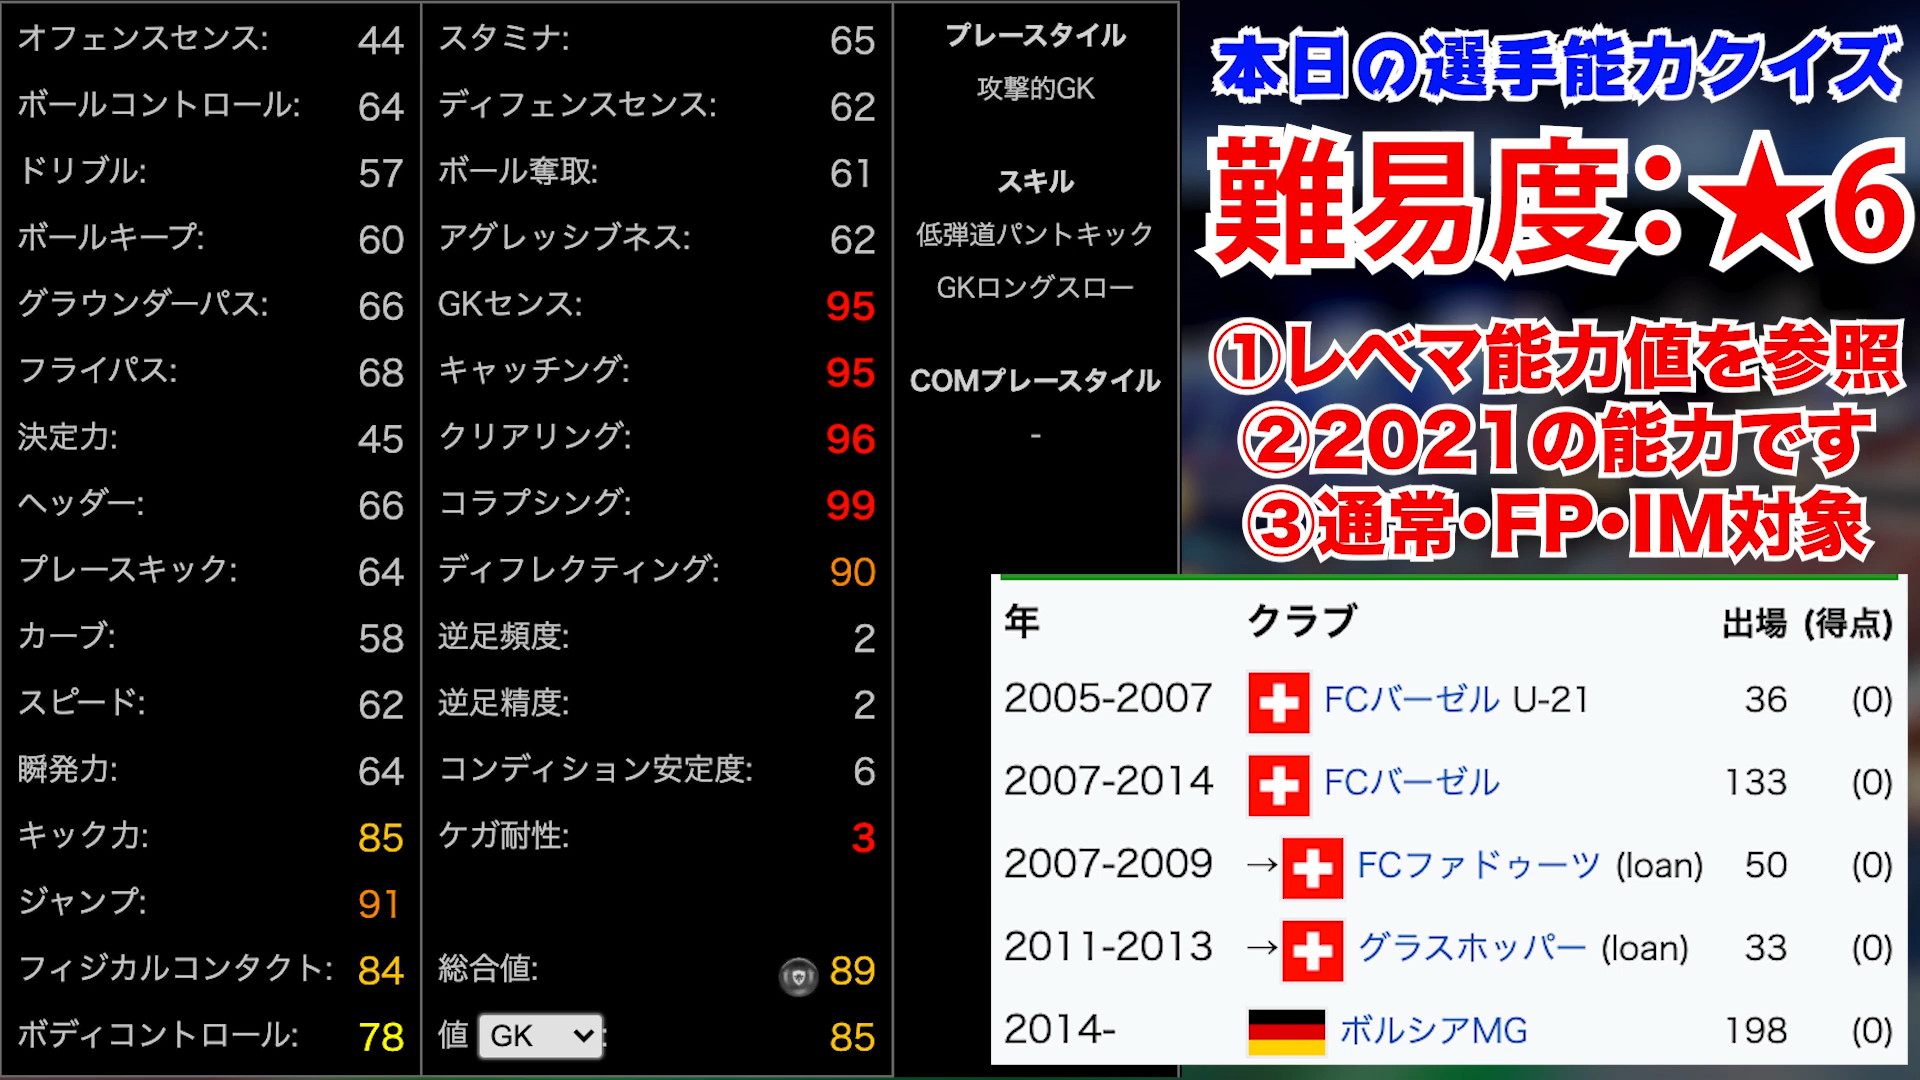 オフェンスセンス: 44
ボールコントロール: 64
ドリブル: 57
ボールキープ: 60
グラウンダーパス: 66
フライパス: 68
決定力: 45
ヘッダー: 66
プレースキック: 64
カーブ: 58
スピード: 62
瞬発力: 64
キック力: 85
ジャンプ: 91
フィジカルコンタクト: 84
ボディコントロール: 78
スタミナ: 65
ディフェンスセンス: 62
ボール奪取: 61
アグレッシブネス: 62
GKセンス: 95
キャッチング: 95
クリアリング: 96
コラプシング: 99
ディフレクティング: 90
逆足頻度: 2
逆足精度: 2
コンディション安定度: 6
ケガ耐性: 3
総合値: 89
値 GK : 85
プレースタイル
攻撃的GK
スキル
低弾道パントキック
GKロングスロー
COMプレースタイル
-
本日の選手能力クイズ
難易度:★6
①レベマ能力値を参照
②2021の能力です
③通常・FP・IM対象
年 クラブ 出場 (得点)
2005-2007 FCバーゼル U-21 36 (0)
2007-2014 FCバーゼル 133 (0)
2007-2009 →FCファドゥーツ (loan) 50 (0)
2011-2013 →グラスホッパー (loan) 33 (0)
2014- ボルシアMG 198 (0)